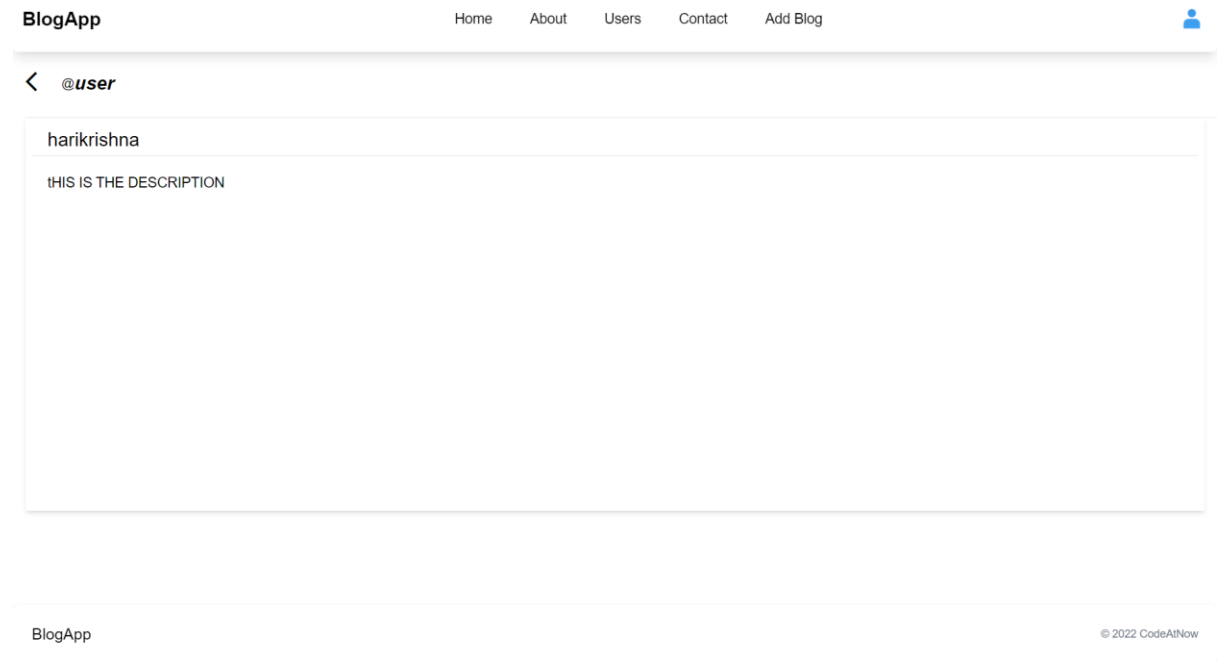 BlogApp Home About Users Contact Add Blog
@user
harikrishna
tHIS IS THE DESCRIPTION
BlogApp © 2022 CodeAtNow